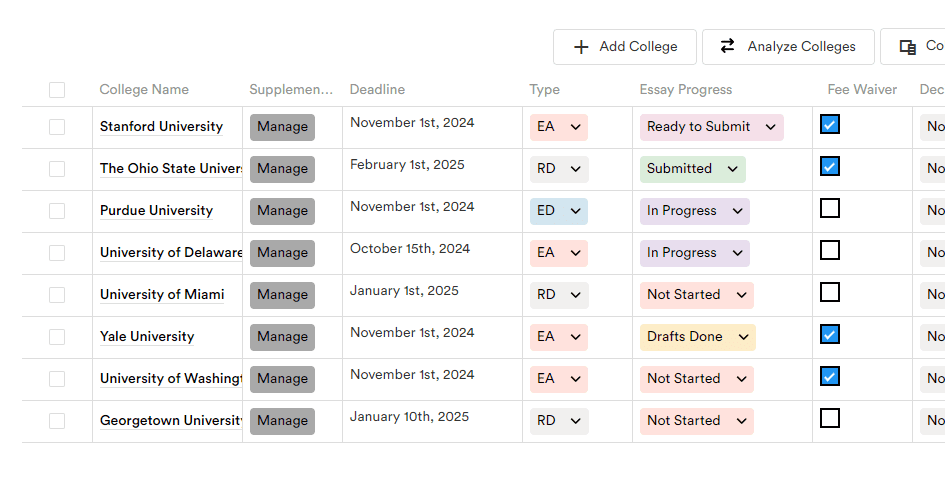 Add College Analyze Colleges Co
College Name Supplemen... Deadline Type Essay Progress Fee Waiver Dec
Stanford University Manage November 1st, 2024 EA Ready to Submit No
The Ohio State Univers Manage February 1st, 2025 RD Submitted No
Purdue University Manage November 1st, 2024 ED In Progress No
University of Delaware Manage October 15th, 2024 EA In Progress No
University of Miami Manage January 1st, 2025 RD Not Started No
Yale University Manage November 1st, 2024 EA Drafts Done No
University of Washingt Manage November 1st, 2024 EA Not Started No
Georgetown University Manage January 10th, 2025 RD Not Started No